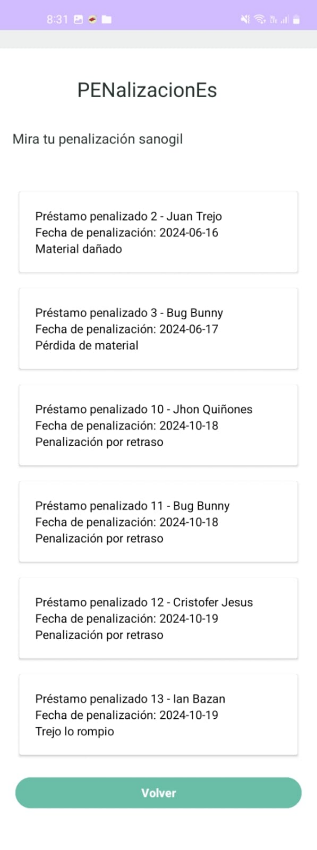 8:31
PENalizacionEs
Mira tu penalización sanogil
Préstamo penalizado 2 - Juan Trejo
Fecha de penalización: 2024-06-16
Material dañado
Préstamo penalizado 3 - Bug Bunny
Fecha de penalización: 2024-06-17
Pérdida de material
Préstamo penalizado 10 - Jhon Quiñones
Fecha de penalización: 2024-10-18
Penalización por retraso
Préstamo penalizado 11 - Bug Bunny
Fecha de penalización: 2024-10-18
Penalización por retraso
Préstamo penalizado 12 - Cristofer Jesus
Fecha de penalización: 2024-10-19
Penalización por retraso
Préstamo penalizado 13 - Ian Bazan
Fecha de penalización: 2024-10-19
Trejo lo rompio
Volver